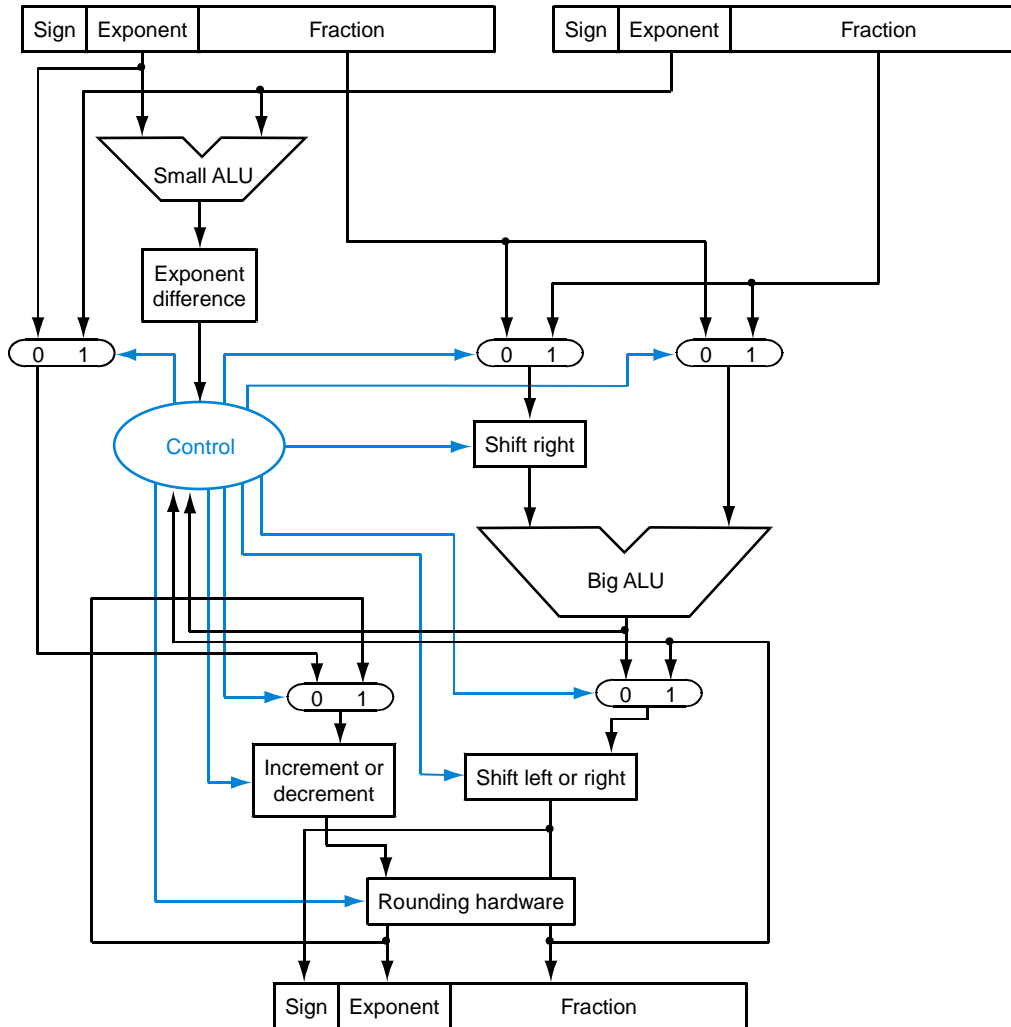 Sign Exponent Fraction Sign Exponent Fraction
Small ALU
Exponent
difference
0 1 0 1 0 1
Control
Shift right
Big ALU
0 1 0 1
Increment or
decrement
Shift left or right
Rounding hardware
Sign Exponent Fraction